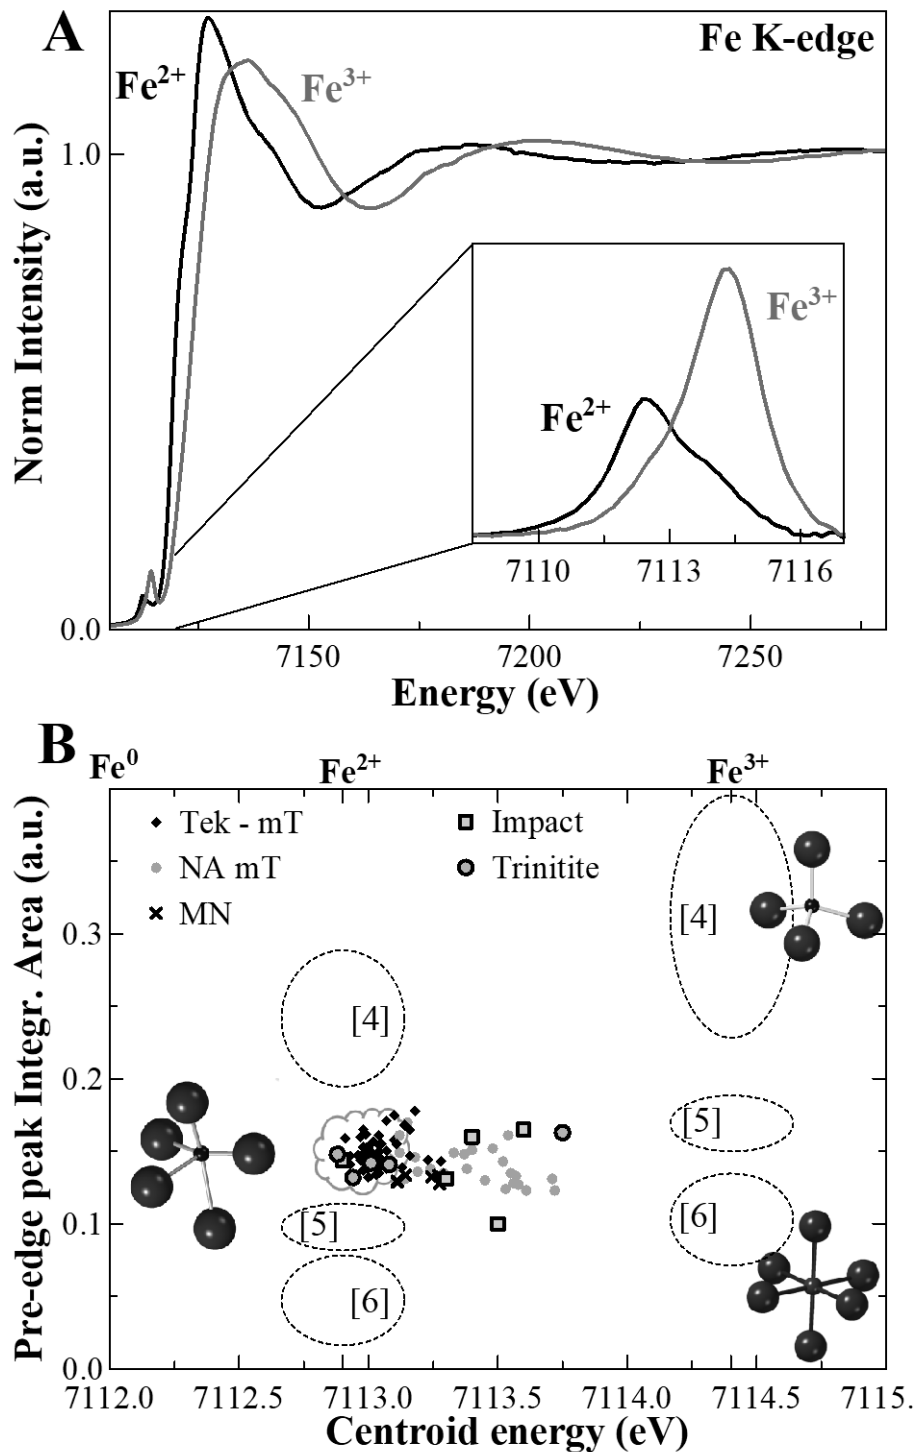 A
Fe K-edge
Fe2+
Fe3+
1.0
Norm Intensity (a.u.)
Fe3+
Fe2+
7110 7113 7116
0.0
7150 7200 7250
Energy (eV)
B
Fe0 Fe2+ Fe3+
Pre-edge peak Integr. Area (a.u.)
Tek - mT
Impact
NA mT
Trinitite
MN
[4]
0.3
[4]
0.2
[5]
[5]
[6]
0.1
[6]
0.0
7112.0 7112.5 7113.0 7113.5 7114.0 7114.5 7115.
Centroid energy (eV)